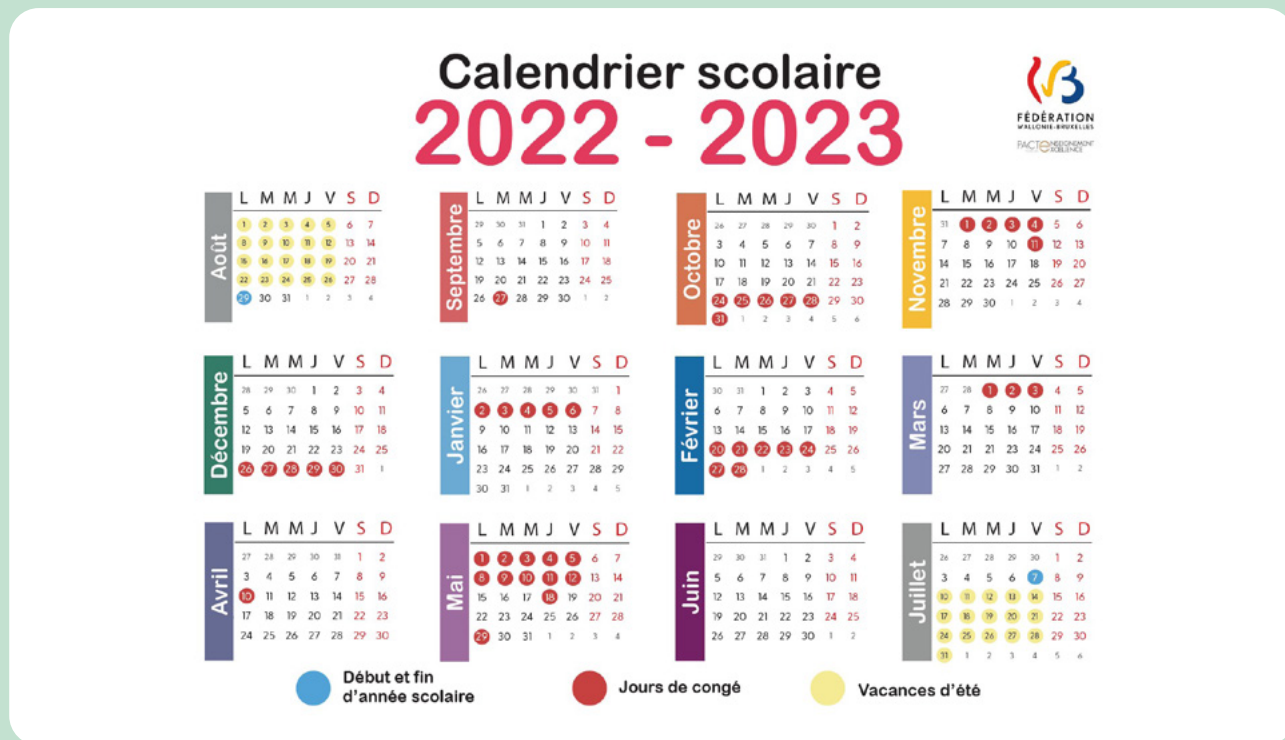 Calendrier scolaire
2022 - 2023
FÉDÉRATION
WALLONIE-BRUXELLES
Août
L M M J V S D
1 2 3 4 5 6 7
8 9 10 11 12 13 14
15 16 17 18 19 20 21
22 23 24 25 26 27 28
29 30 31 1 2 3 4
Septembre
L M M J V S D
29 30 31 1 2 3 4
5 6 7 8 9 10 11
12 13 14 15 16 17 18
19 20 21 22 23 24 25
26 27 28 29 30 1 2
Octobre
L M M J V S D
26 27 28 29 30 1 2
3 4 5 6 7 8 9
10 11 12 13 14 15 16
17 18 19 20 21 22 23
24 25 26 27 28 29 30
31 1 2 3 4 5 6
Novembre
L M M J V S D
31 1 2 3 4 5 6
7 8 9 10 11 12 13
14 15 16 17 18 19 20
21 22 23 24 25 26 27
28 29 30 1 2 3 4
Décembre
L M M J V S D
28 29 30 1 2 3 4
5 6 7 8 9 10 11
12 13 14 15 16 17 18
19 20 21 22 23 24 25
26 27 28 29 30 31 1
Janvier
L M M J V S D
26 27 28 29 30 31 1
2 3 4 5 6 7 8
9 10 11 12 13 14 15
16 17 18 19 20 21 22
23 24 25 26 27 28 29
30 31 1 2 3 4 5
Février
L M M J V S D
30 31 1 2 3 4 5
6 7 8 9 10 11 12
13 14 15 16 17 18 19
20 21 22 23 24 25 26
27 28 1 2 3 4 5
Mars
L M M J V S D
27 28 1 2 3 4 5
6 7 8 9 10 11 12
13 14 15 16 17 18 19
20 21 22 23 24 25 26
27 28 29 30 31 1 2
Avril
L M M J V S D
27 28 29 30 31 1 2
3 4 5 6 7 8 9
10 11 12 13 14 15 16
17 18 19 20 21 22 23
24 25 26 27 28 29 30
Mai
L M M J V S D
1 2 3 4 5 6 7
8 9 10 11 12 13 14
15 16 17 18 19 20 21
22 23 24 25 26 27 28
29 30 31 1 2 3 4
Juin
L M M J V S D
29 30 31 1 2 3 4
5 6 7 8 9 10 11
12 13 14 15 16 17 18
19 20 21 22 23 24 25
26 27 28 29 30 1 2
Juillet
L M M J V S D
26 27 28 29 30 1 2
3 4 5 6 7 8 9
10 11 12 13 14 15 16
17 18 19 20 21 22 23
24 25 26 27 28 29 30
31 1 2 3 4 5 6
Début et fin
d'année scolaire
Jours de congé
Vacances d'été